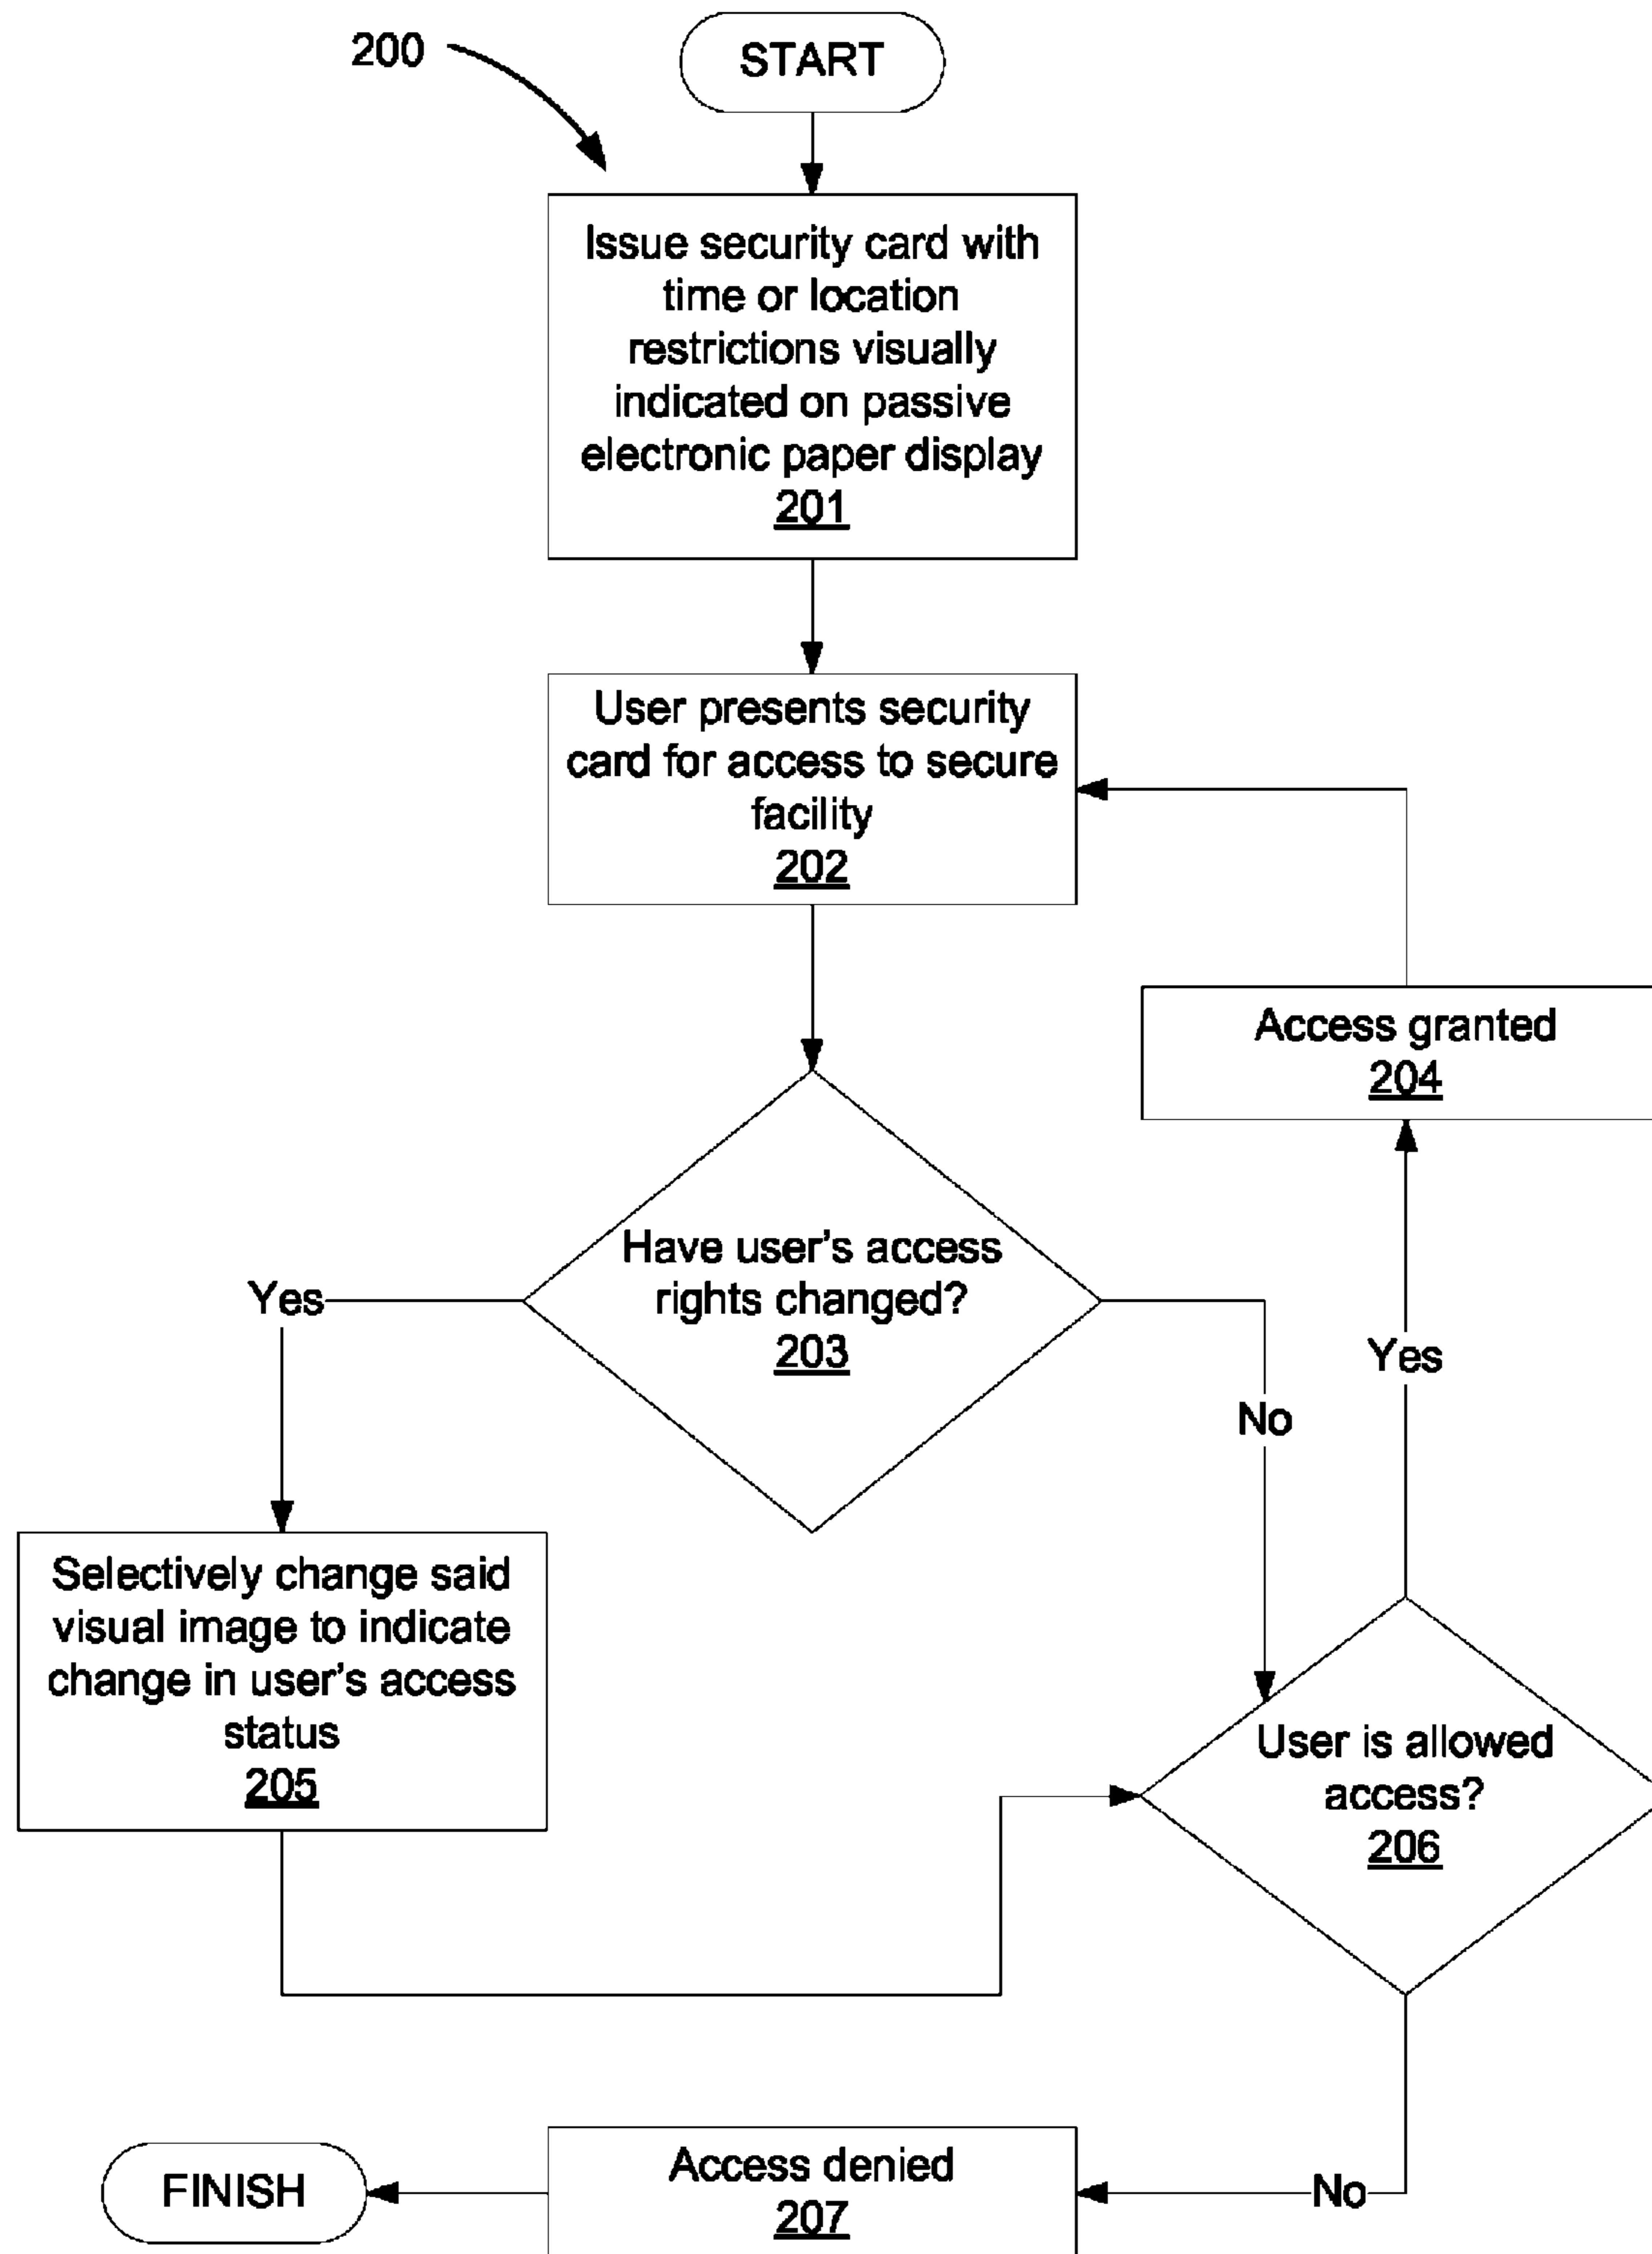 200
START
Issue security card with
time or location
restrictions visually
indicated on passive
electronic paper display
201
User presents security
card for access to secure
facility
202
Access granted
204
Have user's access
rights changed?
203
Yes
No
Yes
Selectively change said
visual image to indicate
change in user's access
status
205
User is allowed
access?
206
No
Access denied
207
FINISH